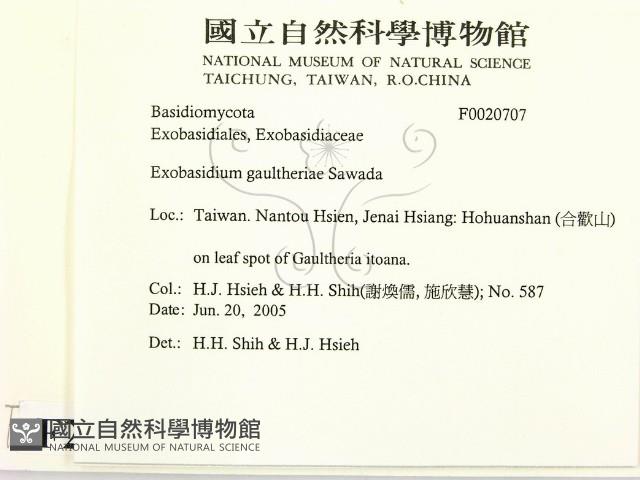 國立自然科學博物館
NATIONAL MUSEUM OF NATURAL SCIENCE
TAICHUNG, TAIWAN, R.O.CHINA
Basidiomycota F0020707
Exobasidiales, Exobasidiaceae
Exobasidium gaultheriae Sawada
Loc.: Taiwan. Nantou Hsien, Jenai Hsiang: Hohuanshan (合歡山)
on leaf spot of Gaultheria itoana.
Col.: H.J. Hsieh & H.H. Shih(謝煥儒, 施欣慧); No. 587
Date: Jun. 20, 2005
Det.: H.H. Shih & H.J. Hsieh
國立自然科學博物館
NATIONAL MUSEUM OF NATURAL SCIENCE